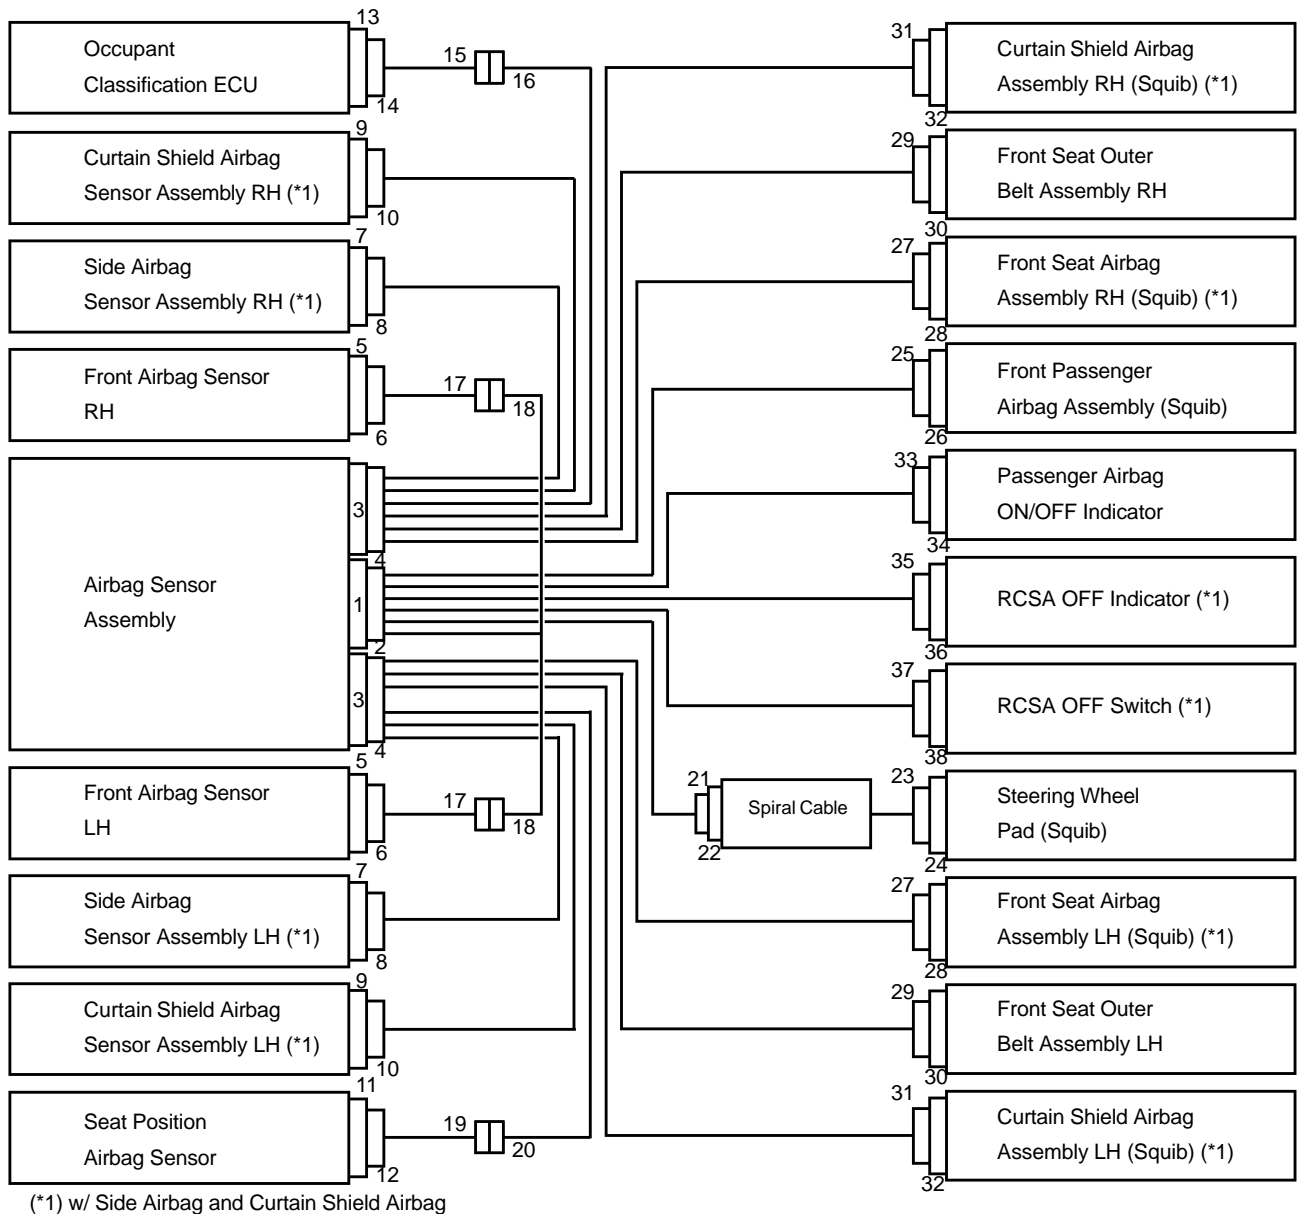 13
Occupant
Classification ECU
14
15
16
9
Curtain Shield Airbag
Sensor Assembly RH (*1)
10
7
Side Airbag
Sensor Assembly RH (*1)
8
5
Front Airbag Sensor
RH
6
17
18
Airbag Sensor
Assembly
3
4
1
2
3
4
5
Front Airbag Sensor
LH
6
17
18
7
Side Airbag
Sensor Assembly LH (*1)
8
9
Curtain Shield Airbag
Sensor Assembly LH (*1)
10
11
Seat Position
Airbag Sensor
12
19
20
31
Curtain Shield Airbag
Assembly RH (Squib) (*1)
32
29
Front Seat Outer
Belt Assembly RH
30
27
Front Seat Airbag
Assembly RH (Squib) (*1)
28
25
Front Passenger
Airbag Assembly (Squib)
26
33
Passenger Airbag
ON/OFF Indicator
34
35
RCSA OFF Indicator (*1)
36
37
RCSA OFF Switch (*1)
38
21
Spiral Cable
22
23
Steering Wheel
Pad (Squib)
24
27
Front Seat Airbag
Assembly LH (Squib) (*1)
28
29
Front Seat Outer
Belt Assembly LH
30
31
Curtain Shield Airbag
Assembly LH (Squib) (*1)
32
(*1) w/ Side Airbag and Curtain Shield Airbag